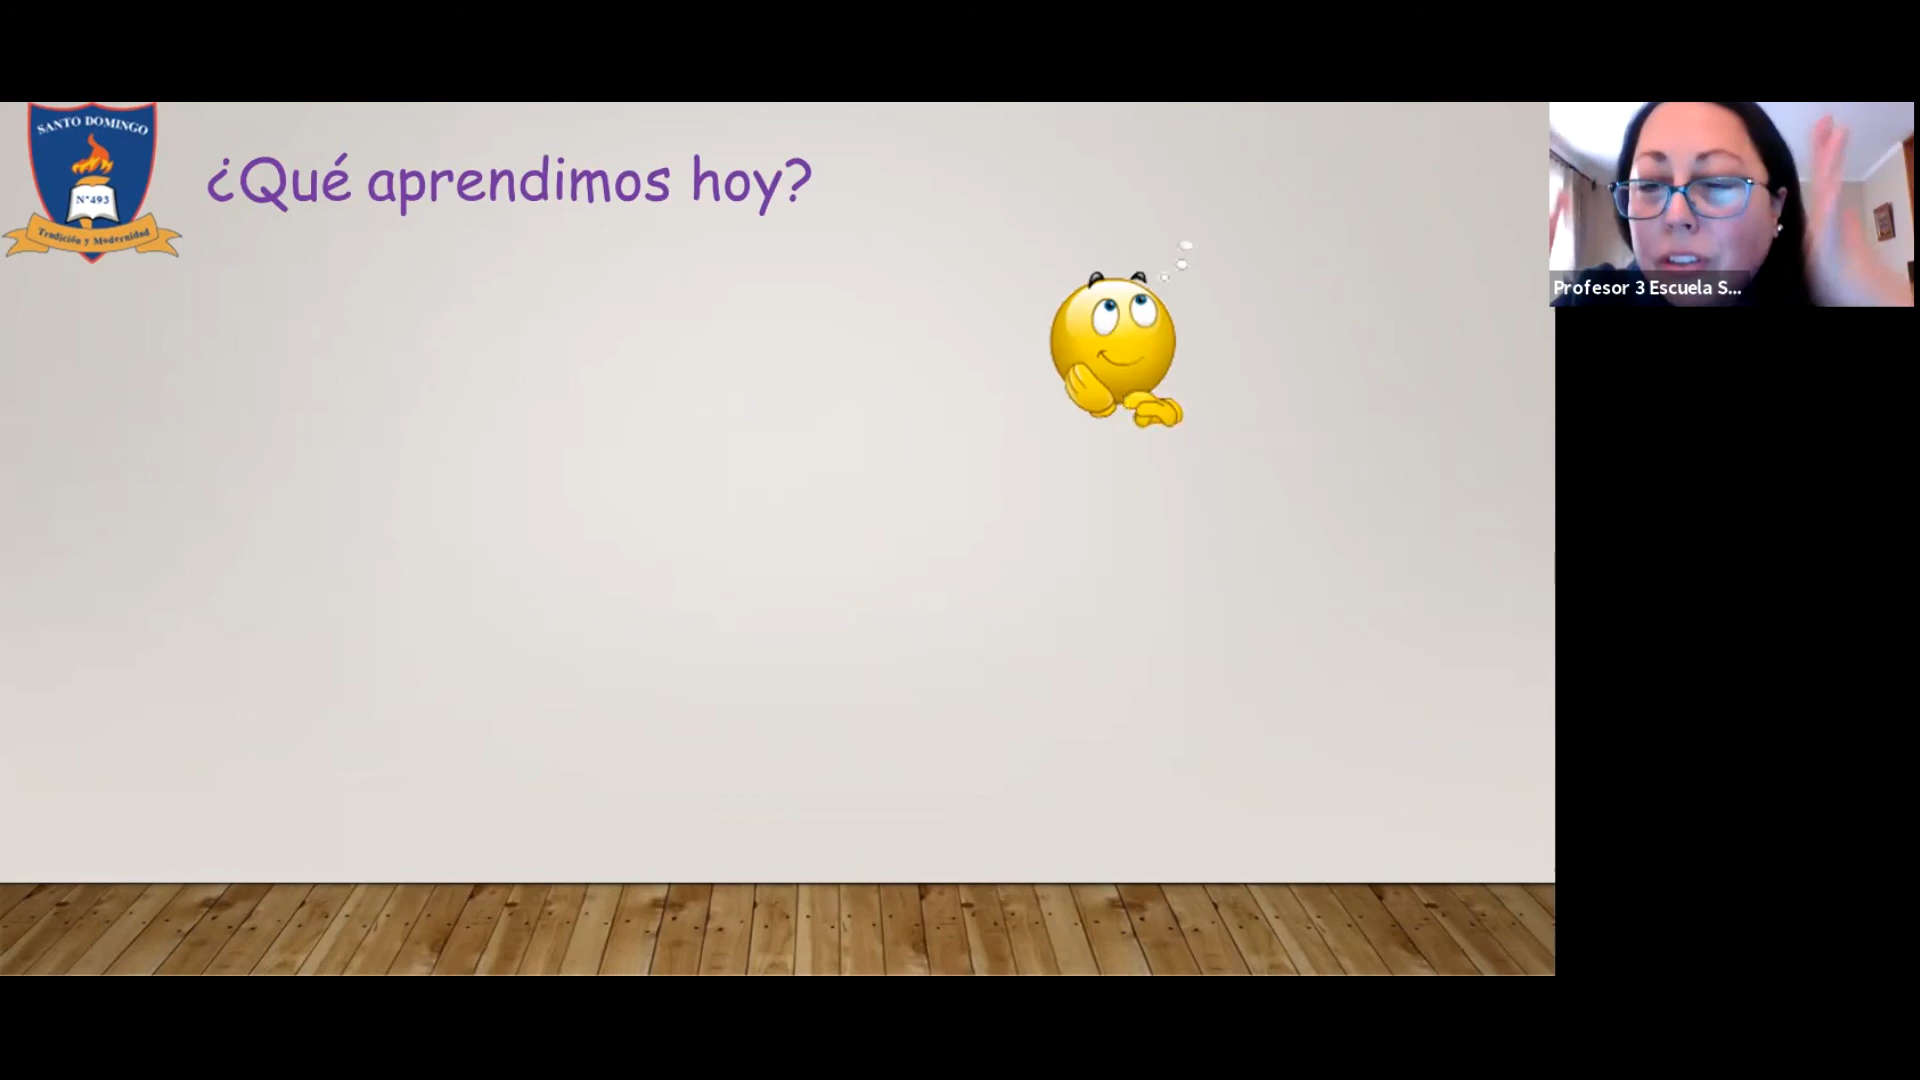 SANTO DOMINGO
N°493
Tradición y Modernidad
¿Qué aprendimos hoy?
Profesor 3 Escuela S...